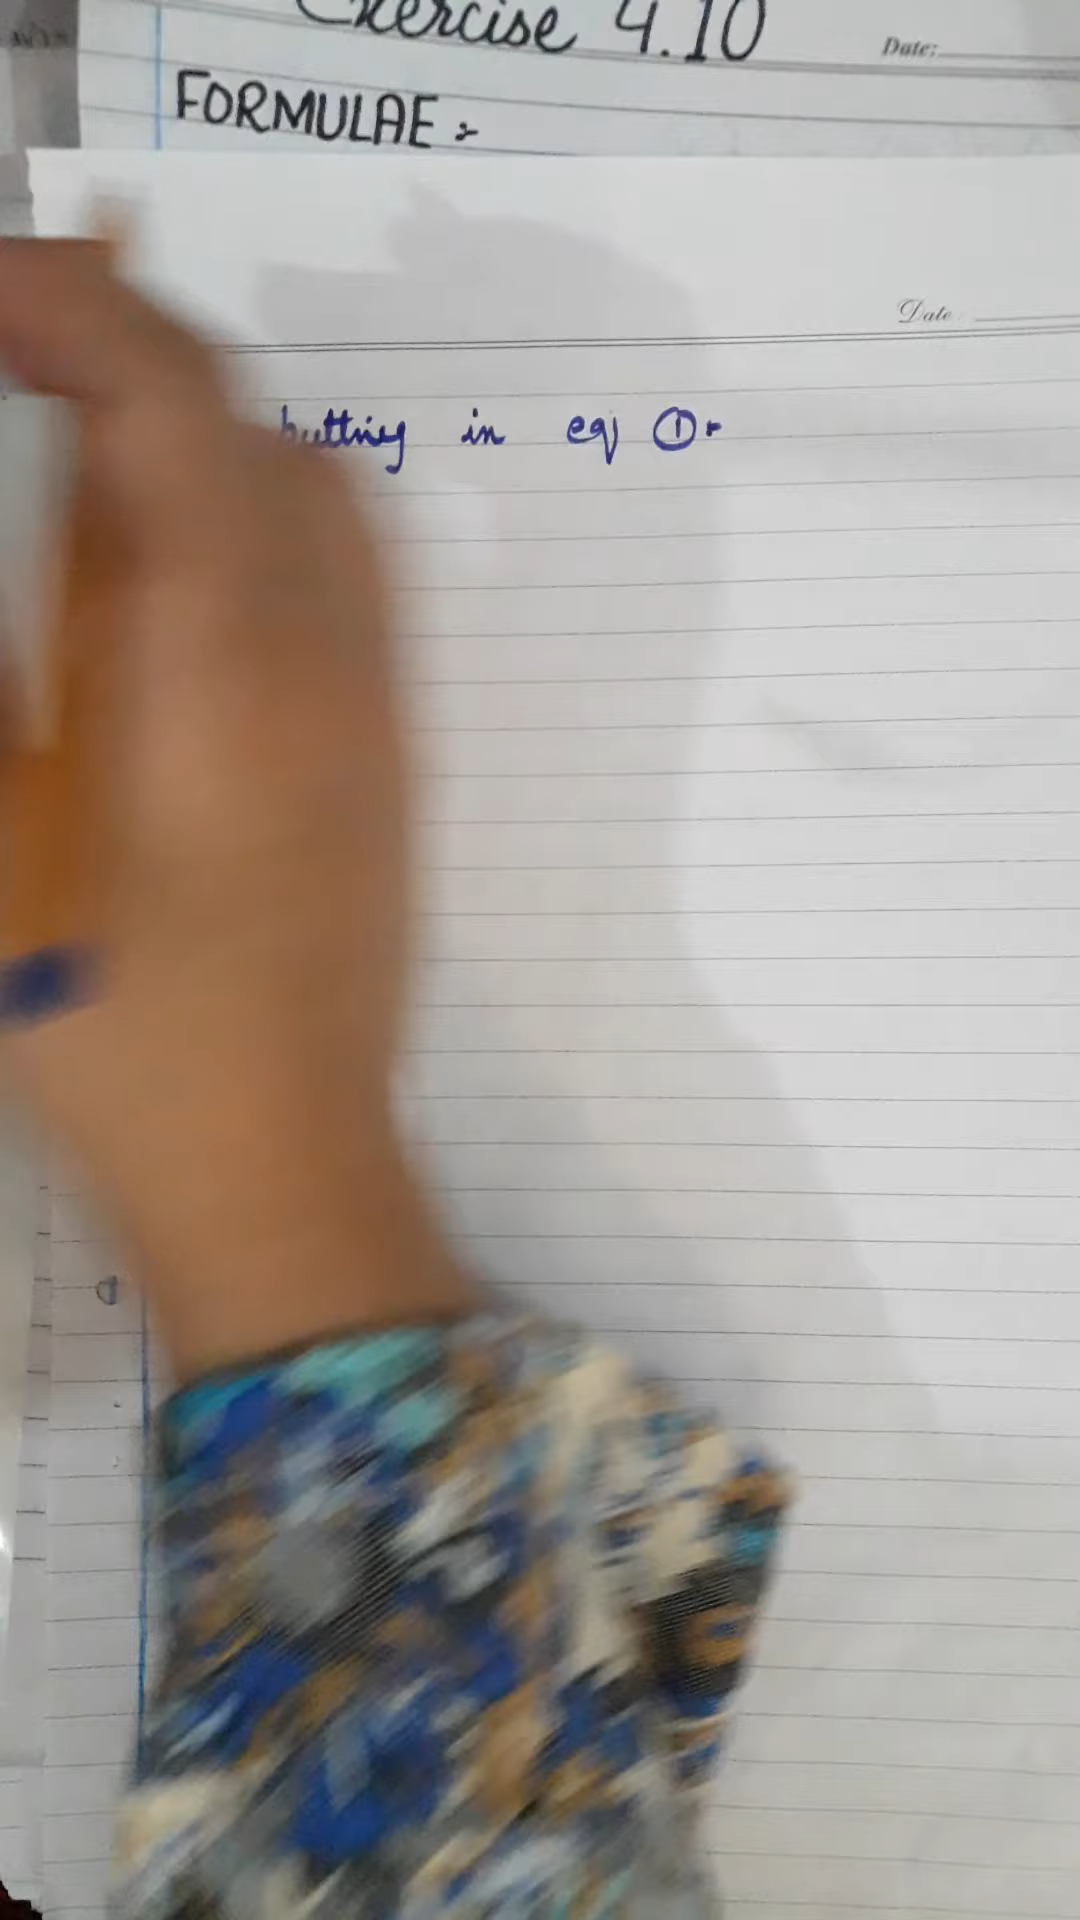 Exercise 4.10
Date:
FORMULAE :-
Date
putting in eq ①:-